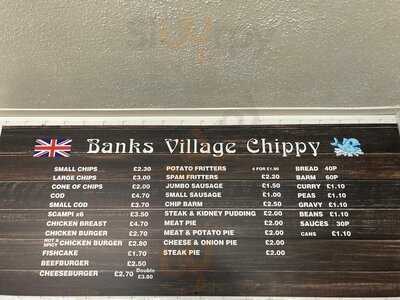 Banks Village Chippy
SMALL CHIPS £2.30
LARGE CHIPS £3.00
CONE OF CHIPS £2.00
COD £4.70
SMALL COD £2.70
SCAMPI x6 £3.50
CHICKEN BREAST £4.70
CHICKEN BURGER £2.70
HOT & SPICY CHICKEN BURGER £2.80
FISHCAKE £1.70
BEEFBURGER £2.50
CHEESEBURGER £2.70 Double £3.80
POTATO FRITTERS
SPAM FRITTERS £2.20
JUMBO SAUSAGE £1.50
SMALL SAUSAGE £1.00
CHIP BARM £2.50
STEAK & KIDNEY PUDDING £2.00
MEAT PIE £2.00
MEAT & POTATO PIE £2.00
CHEESE & ONION PIE £2.00
STEAK PIE £2.00
BREAD 40P
BARM 60P
CURRY £1.10
PEAS £1.10
GRAVY £1.10
BEANS £1.10
SAUCES 30P
CANS £1.10